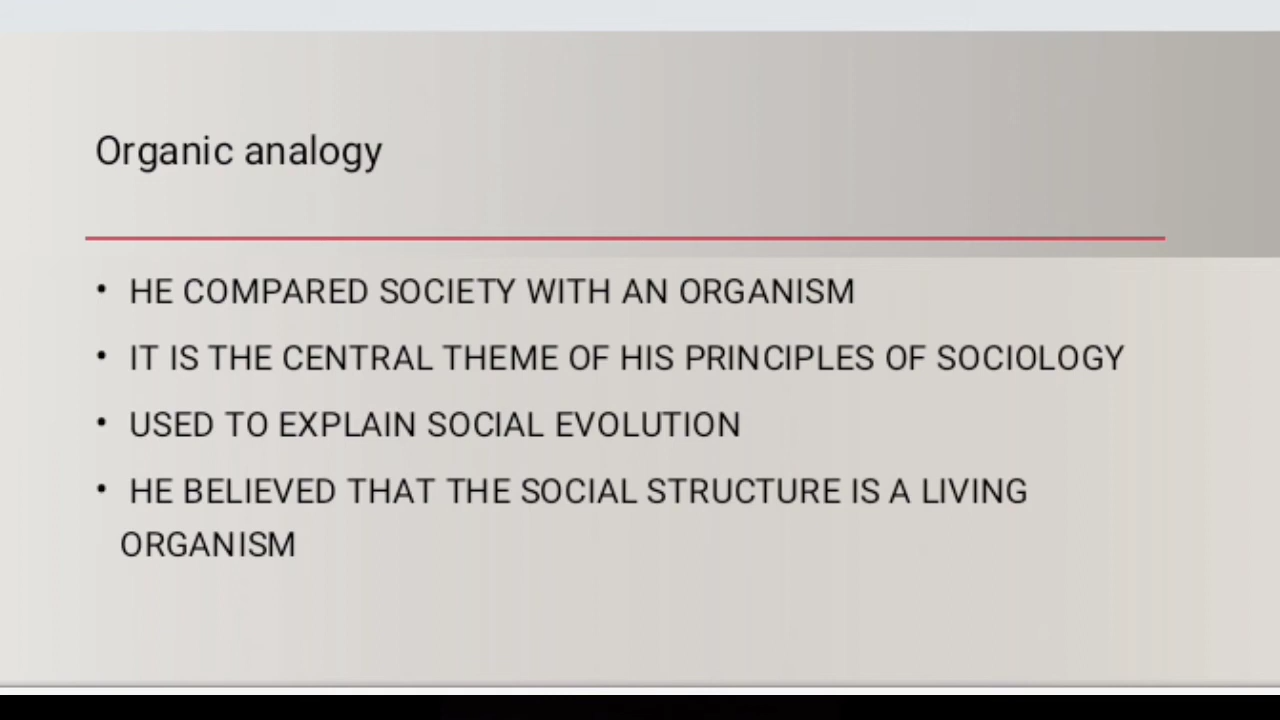 Organic analogy
• HE COMPARED SOCIETY WITH AN ORGANISM
• IT IS THE CENTRAL THEME OF HIS PRINCIPLES OF SOCIOLOGY
• USED TO EXPLAIN SOCIAL EVOLUTION
• HE BELIEVED THAT THE SOCIAL STRUCTURE IS A LIVING
ORGANISM